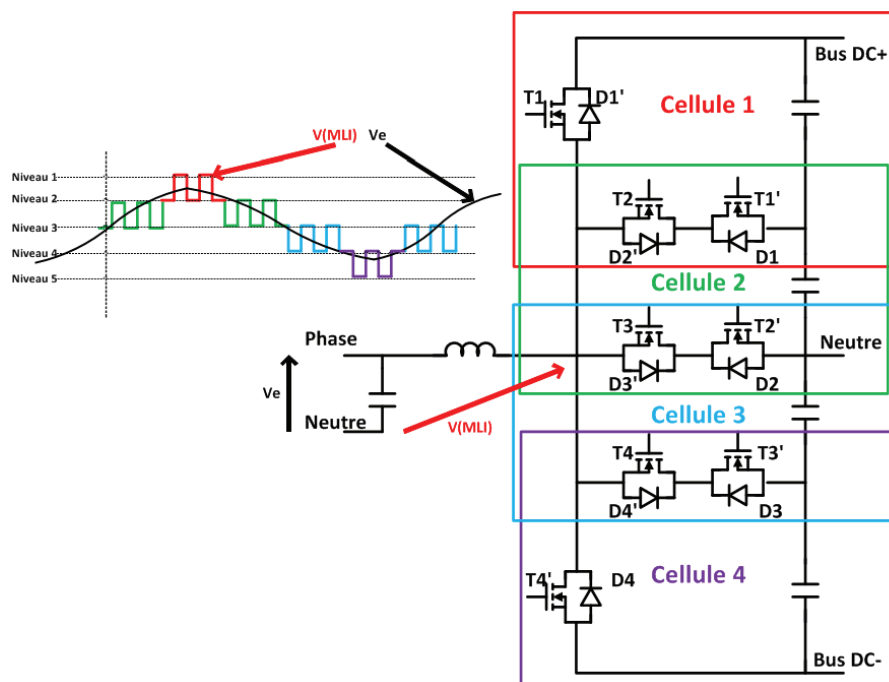 Bus DC+
T1
D1'
Cellule 1
V(MLI)
Ve
Niveau 1
Niveau 2
Niveau 3
Niveau 4
Niveau 5
T2
T1'
D2'
D1
Cellule 2
Phase
T3
T2'
Neutre
D3'
D2
Ve
Neutre
V(MLI)
Cellule 3
T4
T3'
D4'
D3
T4'
D4
Cellule 4
Bus DC-